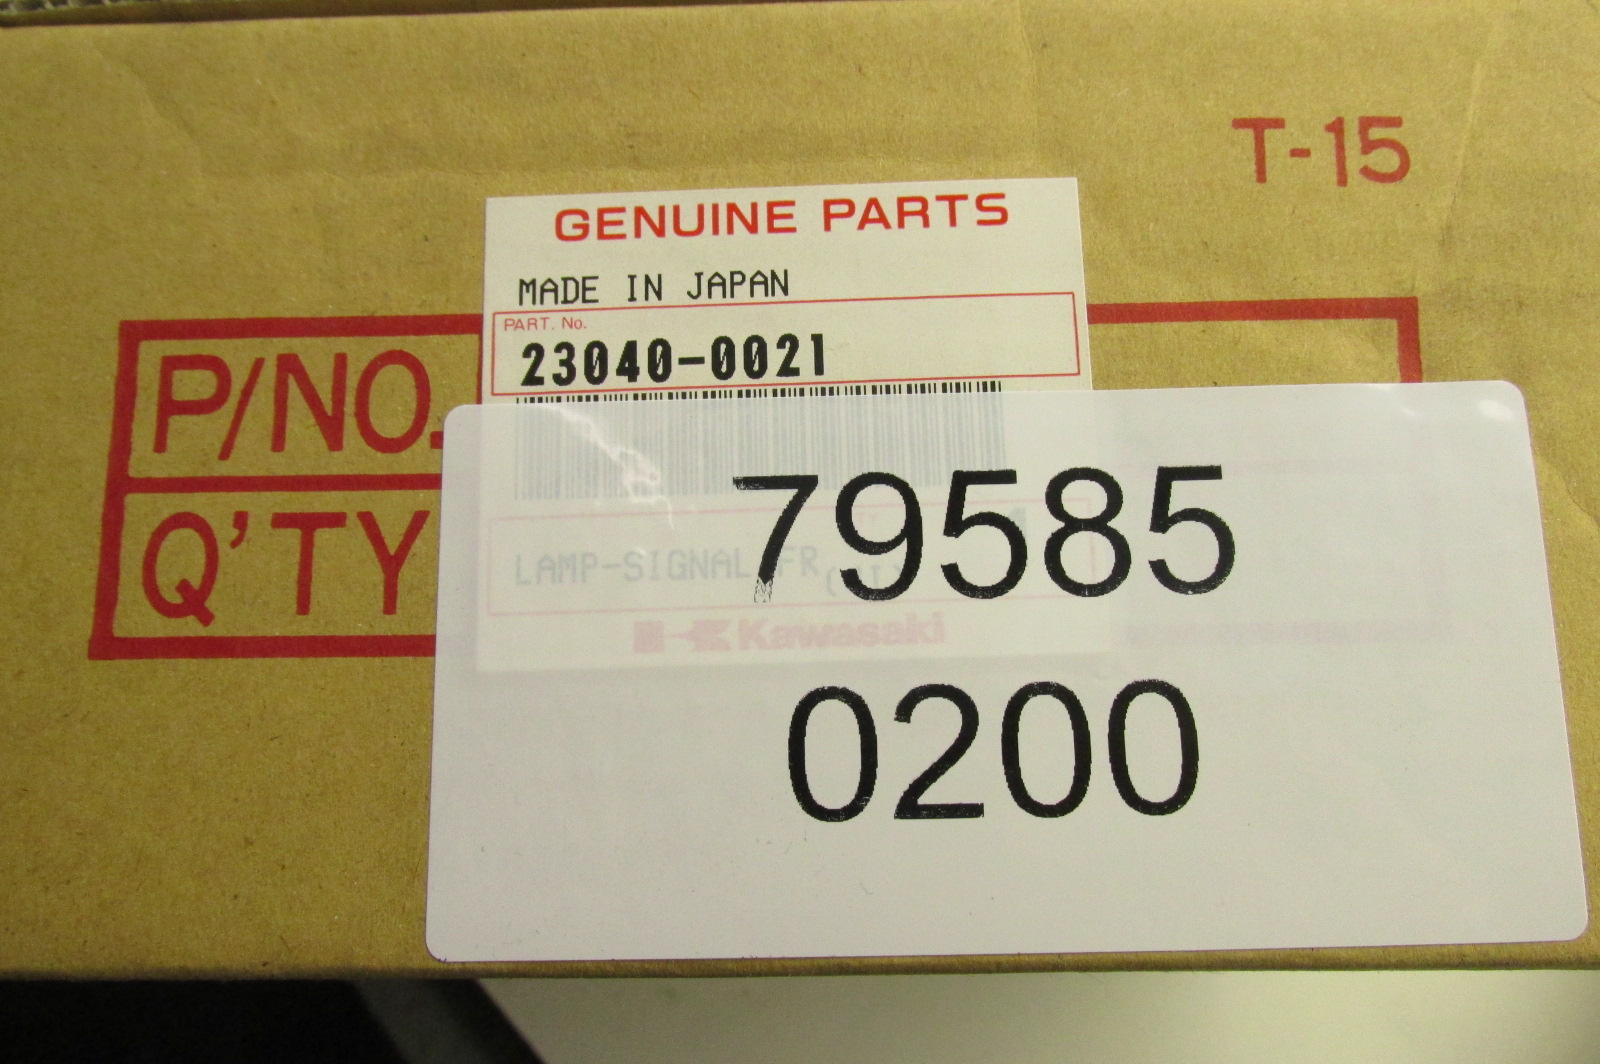 T-15
GENUINE PARTS
MADE IN JAPAN
PART. No.
23040-0021
P/NO.
Q'TY
LAMP-SIGNAL,FR
Kawasaki
79585
0200